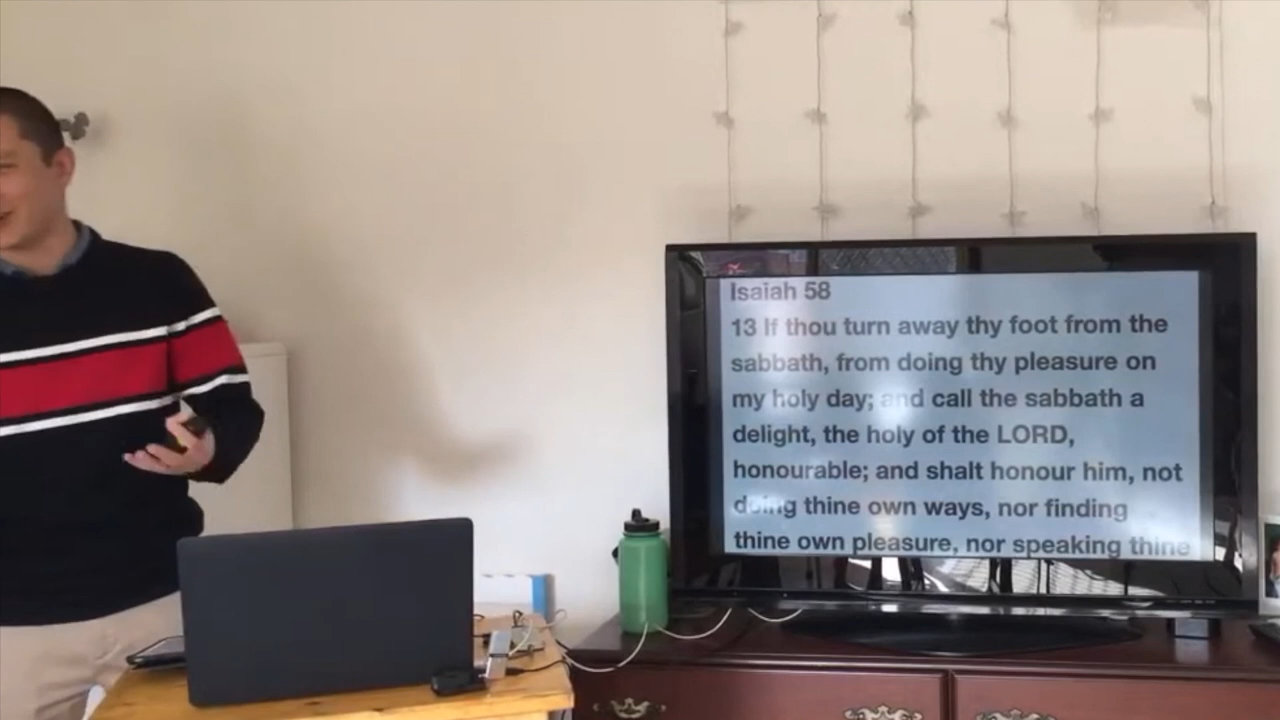 Isaiah 58
13 If thou turn away thy foot from the
sabbath, from doing thy pleasure on
my holy day; and call the sabbath a
delight, the holy of the LORD,
honourable; and shalt honour him, not
doing thine own ways, nor finding
thine own pleasure, nor speaking thine